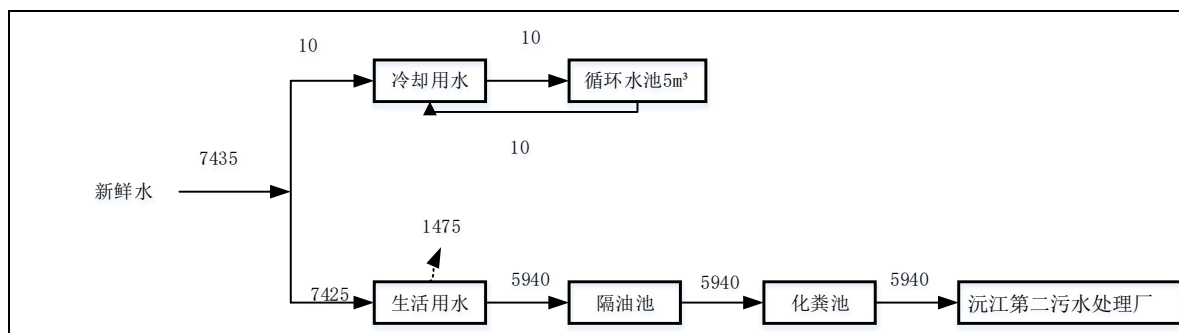 10
10
冷却用水
循环水池5m³
10
7435
新鲜水
1475
7425
生活用水
5940
隔油池
5940
化粪池
5940
沅江第二污水处理厂